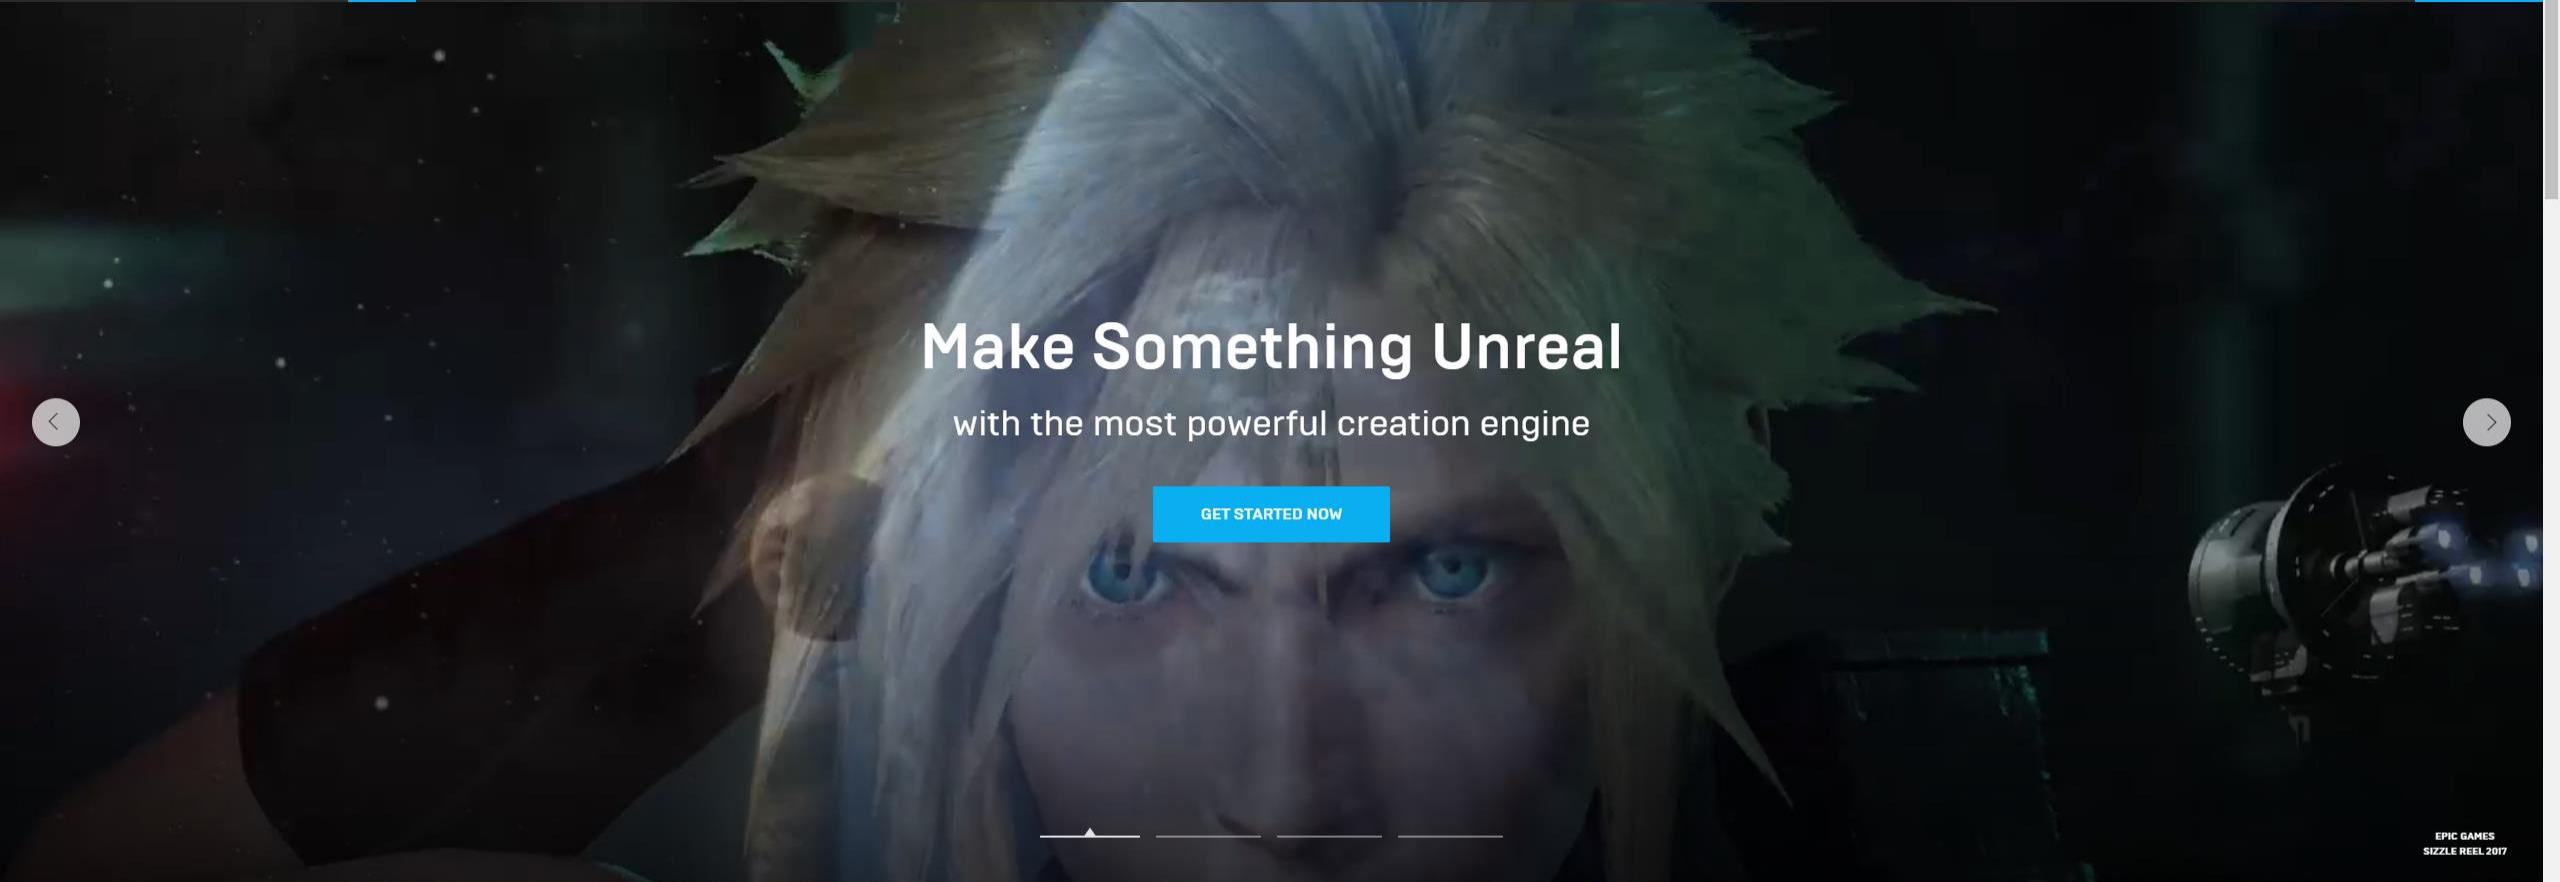 Make Something Unreal
with the most powerful creation engine
GET STARTED NOW
EPIC GAMES
SIZZLE REEL 2017